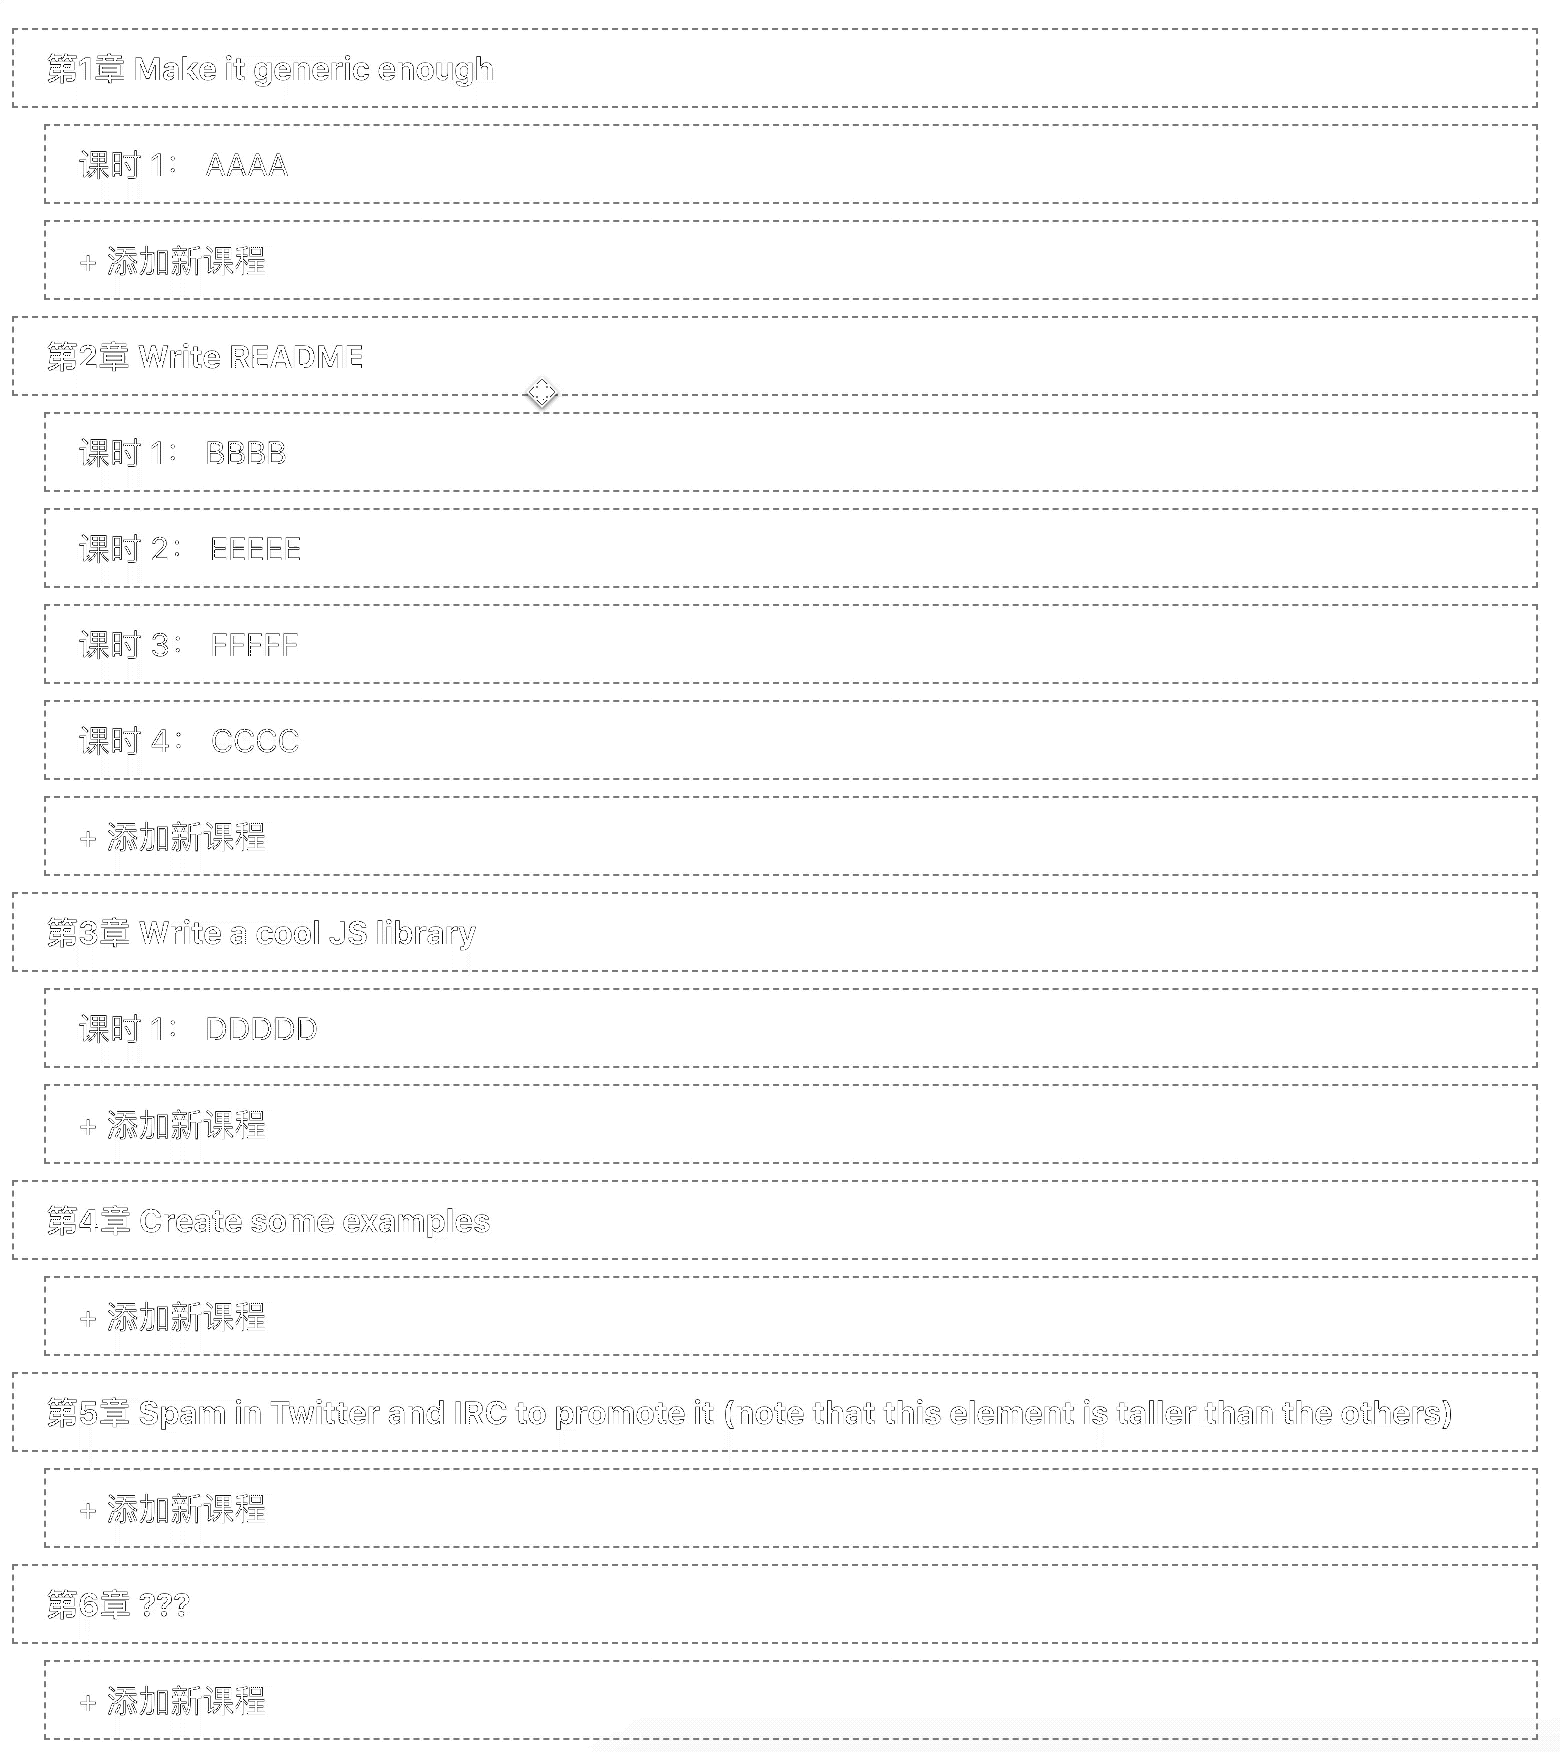 第1章 Make it generic enough
课时 1： AAAA
+ 添加新课程
第2章 Write README
课时 1： BBBB
课时 2： EEEEE
课时 3： FFFFF
课时 4： CCCC
+ 添加新课程
第3章 Write a cool JS library
课时 1： DDDDD
+ 添加新课程
第4章 Create some examples
+ 添加新课程
第5章 Spam in Twitter and IRC to promote it (note that this element is taller than the others)
+ 添加新课程
第6章 ???
+ 添加新课程